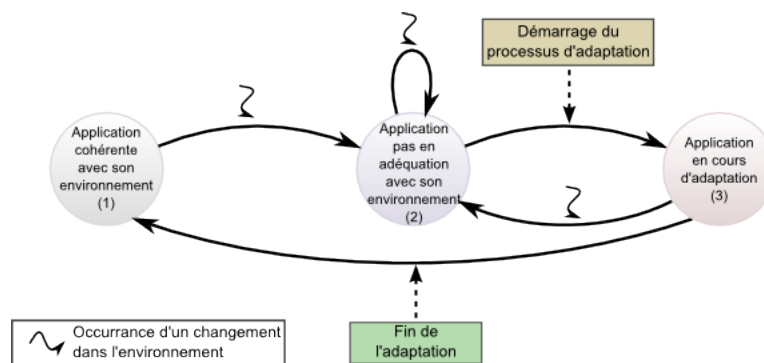 Démarrage du
processus d'adaptation
Application
cohérente
avec son
environnement
(1)
Application
pas en
adéquation
avec son
environnement
(2)
Application
en cours
d'adaptation
(3)
Occurrance d'un changement
dans l'environnement
Fin de
l'adaptation